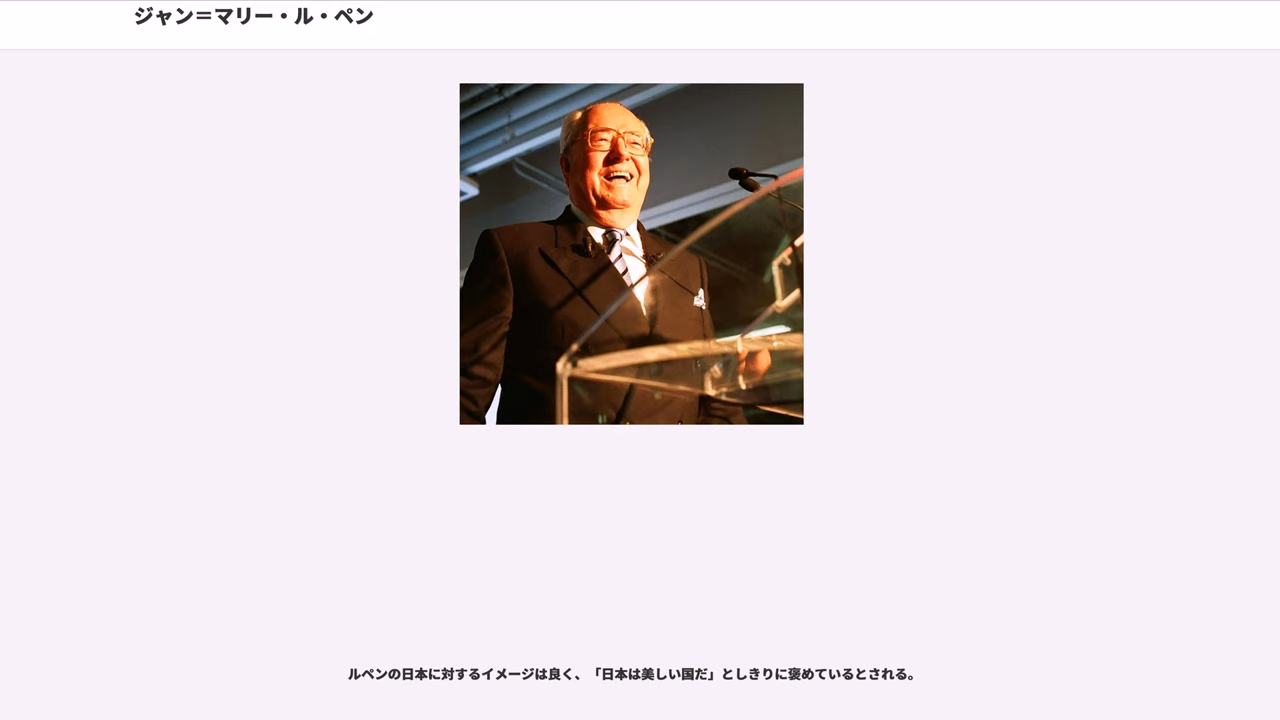 ジャン＝マリー・ル・ペン
ルペンの日本に対するイメージは良く、「日本は美しい国だ」としきりに褒めているとされる。